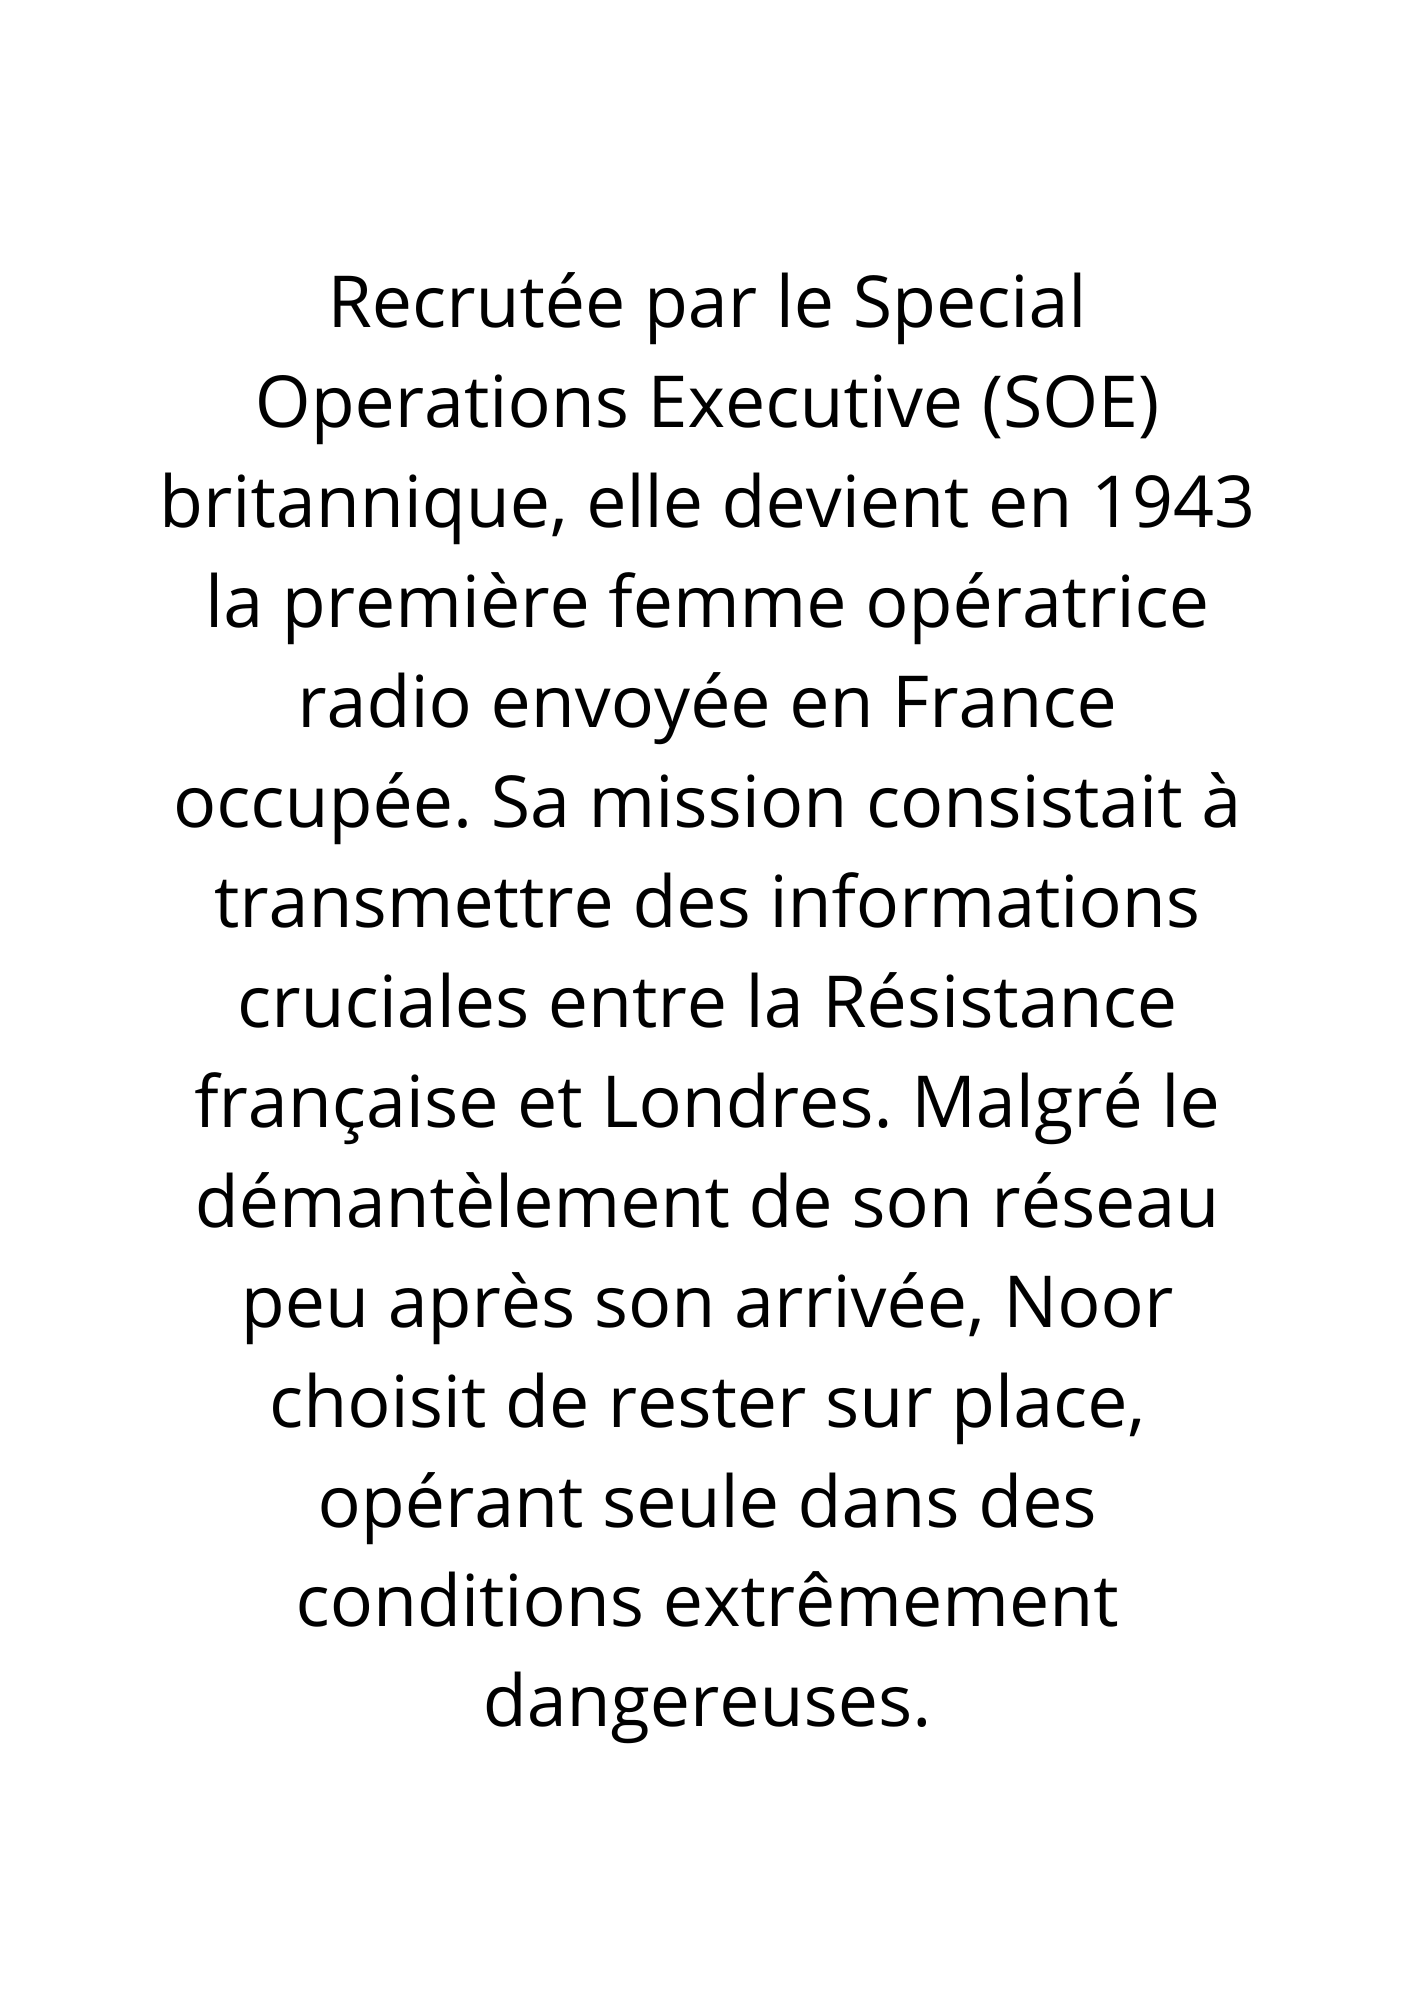 Recrutée par le Special
Operations Executive (SOE)
britannique, elle devient en 1943
la première femme opératrice
radio envoyée en France
occupée. Sa mission consistait à
transmettre des informations
cruciales entre la Résistance
française et Londres. Malgré le
démantèlement de son réseau
peu après son arrivée, Noor
choisit de rester sur place,
opérant seule dans des
conditions extrêmement
dangereuses.